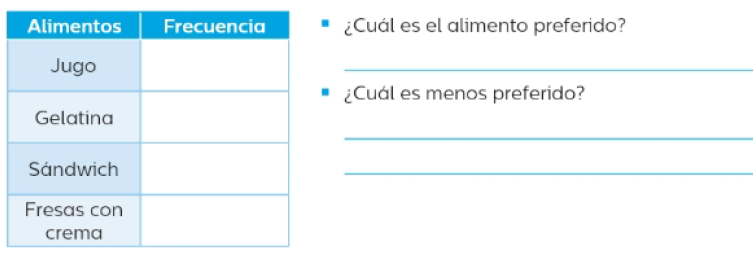 Alimentos Frecuencia
Jugo
Gelatina
Sándwich
Fresas con
crema
¿Cuál es el alimento preferido?
¿Cuál es menos preferido?